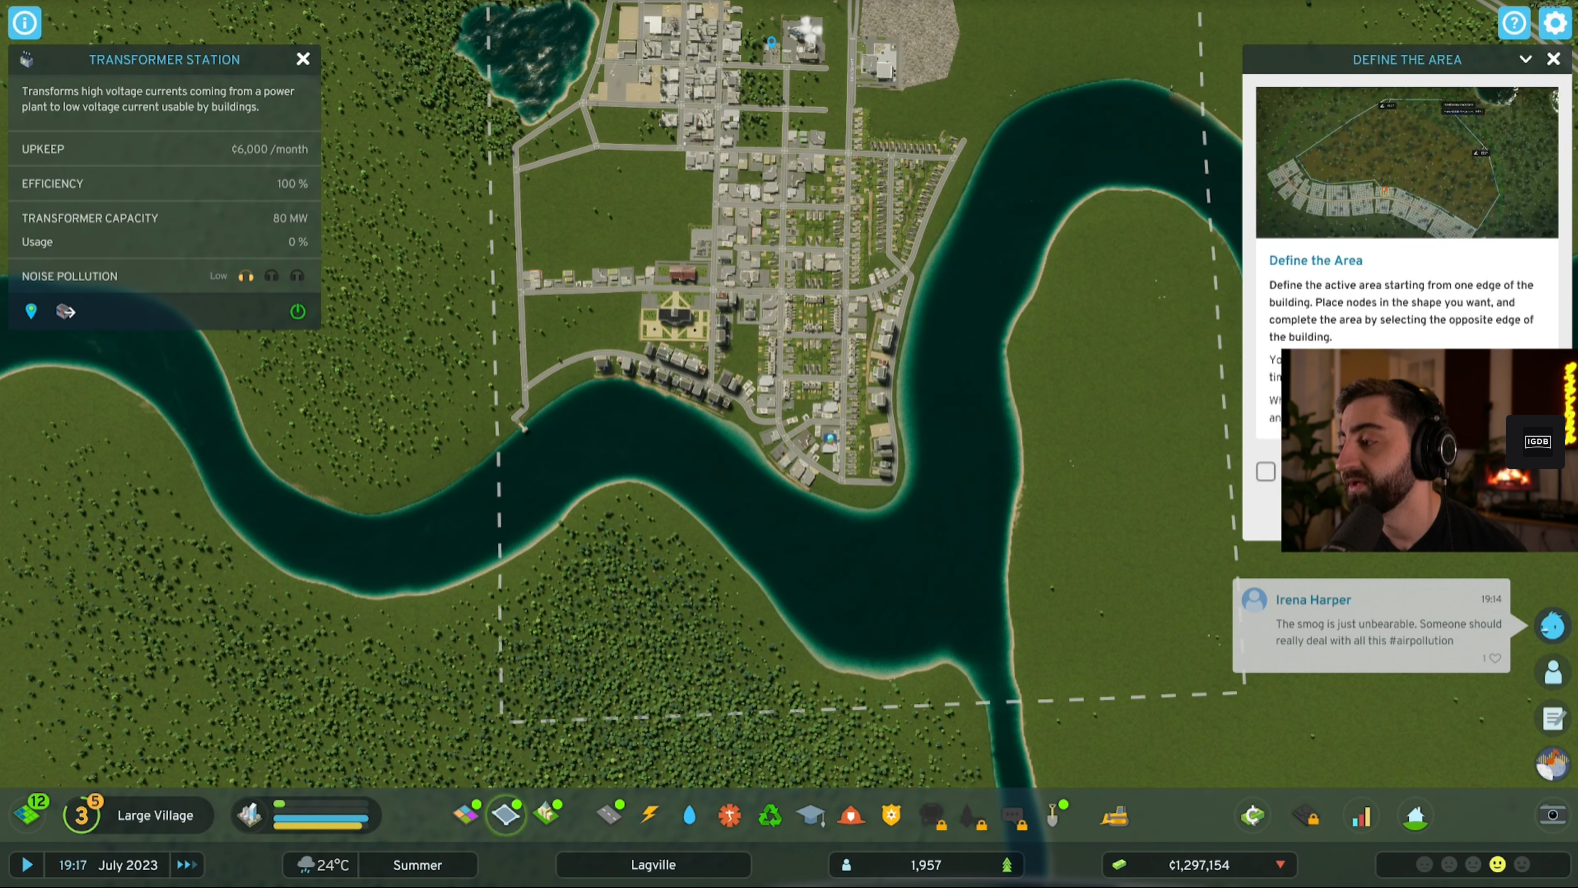 TRANSFORMER STATION
Transforms high voltage currents coming from a power
plant to low voltage current usable by buildings.
UPKEEP ¢6,000 /month
EFFICIENCY 100 %
TRANSFORMER CAPACITY 80 MW
Usage 0 %
NOISE POLLUTION Low
DEFINE THE AREA
Define the Area
Define the active area starting from one edge of the
building. Place nodes in the shape you want, and
complete the area by selecting the opposite edge of
the building.
IGDB
Irena Harper 19:14
The smog is just unbearable. Someone should
really deal with all this #airpollution
1
12
3 5 Large Village
19:17 July 2023
24°C Summer
Lagville
1,957
¢1,297,154